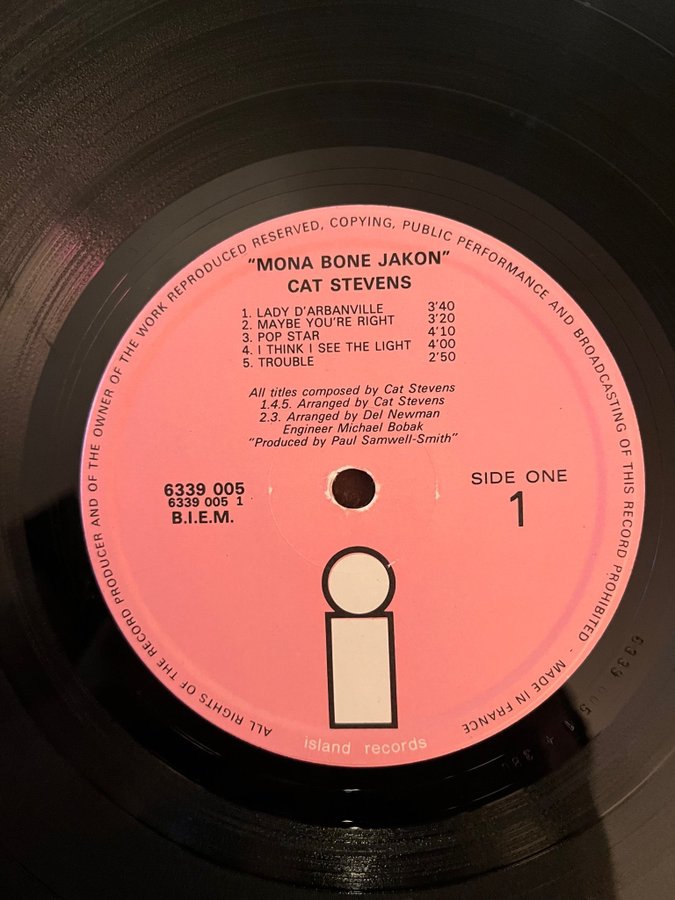 "MONA BONE JAKON"
CAT STEVENS
1. LADY D'ARBANVILLE 3'40
2. MAYBE YOU'RE RIGHT 3'20
3. POP STAR 4'10
4. I THINK I SEE THE LIGHT 4'00
5. TROUBLE 2'50
All titles composed by Cat Stevens
1.4.5. Arranged by Cat Stevens
2.3. Arranged by Del Newman
Engineer Michael Bobak
"Produced by Paul Samwell-Smith"
6339 005
6339 005 1
B.I.E.M.
SIDE ONE
1
island records
ALL RIGHTS OF THE RECORD PRODUCER AND OF THE OWNER OF THE WORK REPRODUCED RESERVED, COPYING, PUBLIC PERFORMANCE AND BROADCASTING OF THIS RECORD PROHIBITED - MADE IN FRANCE
6339 005 1